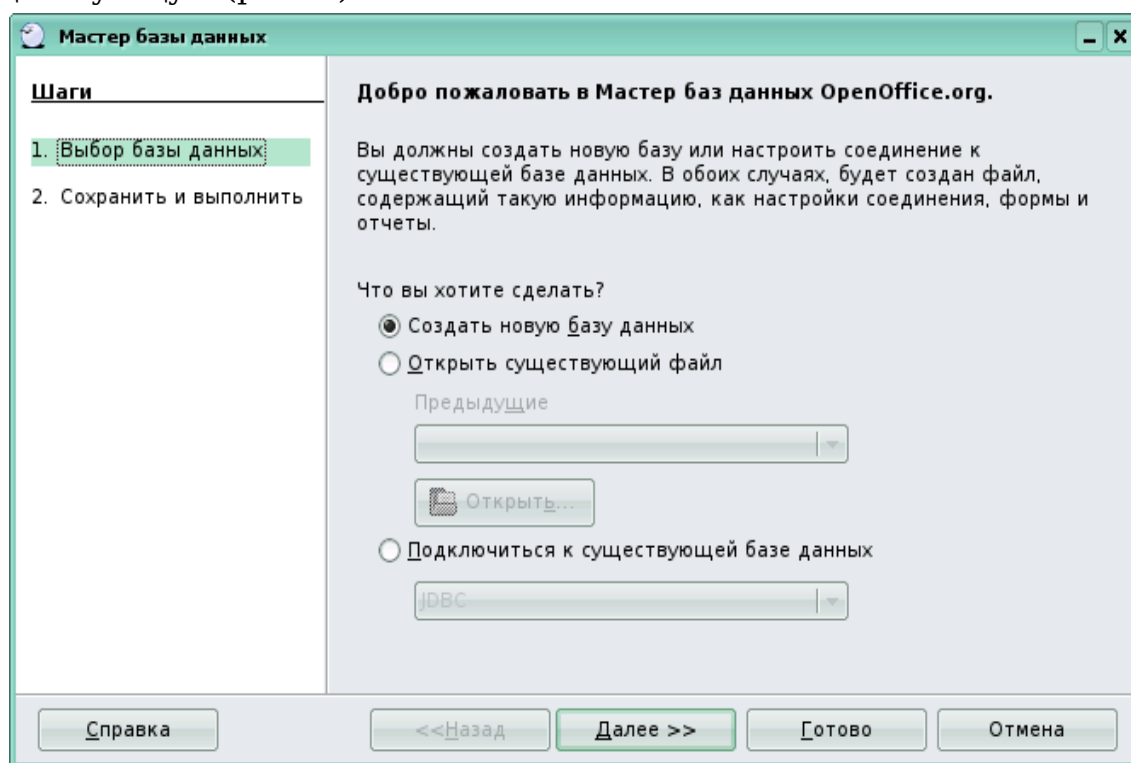 Мастер базы данных
Шаги
1. Выбор базы данных
2. Сохранить и выполнить
Добро пожаловать в Мастер баз данных OpenOffice.org.
Вы должны создать новую базу или настроить соединение к
существующей базе данных. В обоих случаях, будет создан файл,
содержащий такую информацию, как настройки соединения, формы и
отчеты.
Что вы хотите сделать?
Создать новую базу данных
Открыть существующий файл
Предыдущие
Открыть...
Подключиться к существующей базе данных
JDBC
Справка
<<Назад
Далее >>
Готово
Отмена